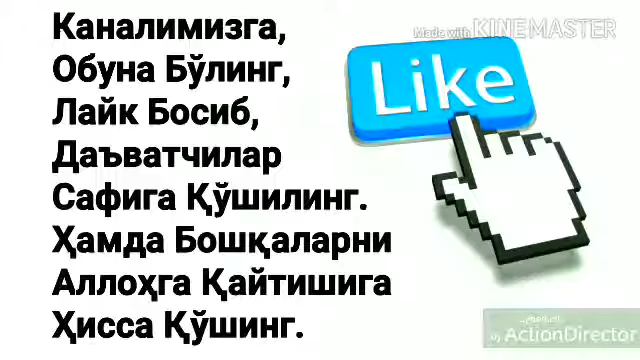 Каналимизга,
Обуна Бўлинг,
Лайк Босиб,
Даъватчилар
Сафига Қўшилинг.
Ҳамда Бошқаларни
Аллоҳга Қайтишига
Ҳисса Қўшинг.
Made with KINEMASTER
Like
by ActionDirector